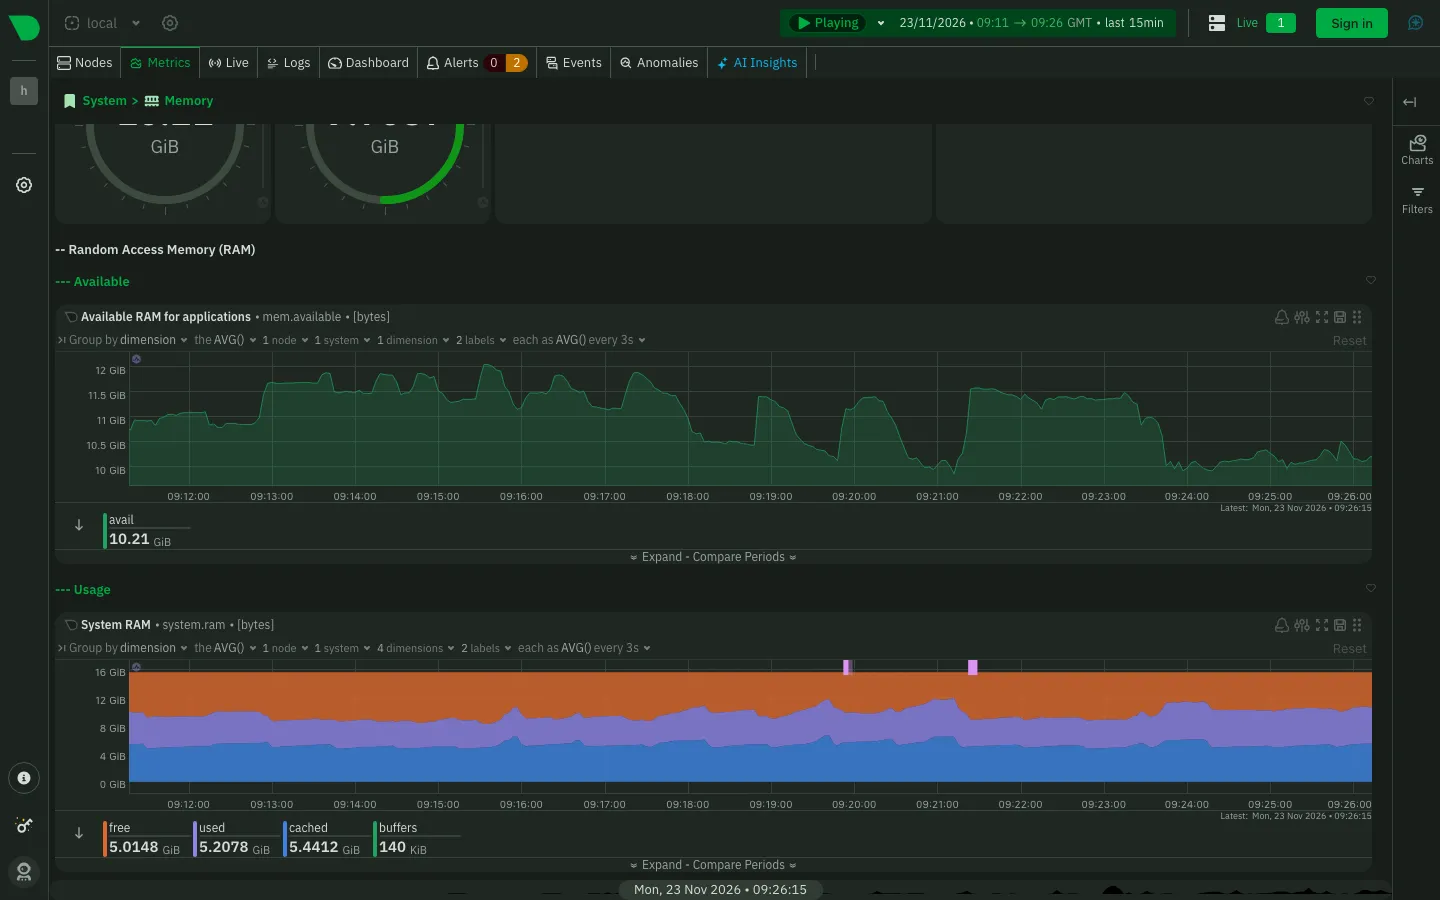 local
Playing 23/11/2026 • 09:11 → 09:26 GMT • last 15min
Live 1
Sign in
Nodes Metrics Live Logs Dashboard Alerts 0 2 Events Anomalies AI Insights
h
System > Memory
GiB
GiB
Charts
Filters
-- Random Access Memory (RAM)
--- Available
Available RAM for applications • mem.available • [bytes]
Group by dimension the AVG() 1 node 1 system 1 dimension 2 labels each as AVG() every 3s
Reset
12 GiB
11.5 GiB
11 GiB
10.5 GiB
10 GiB
09:12:00 09:13:00 09:14:00 09:15:00 09:16:00 09:17:00 09:18:00 09:19:00 09:20:00 09:21:00 09:22:00 09:23:00 09:24:00 09:25:00 09:26:00
Latest: Mon, 23 Nov 2026 • 09:26:15
avail
10.21 GiB
Expand - Compare Periods
--- Usage
System RAM • system.ram • [bytes]
Group by dimension the AVG() 1 node 1 system 4 dimensions 2 labels each as AVG() every 3s
Reset
16 GiB
12 GiB
8 GiB
4 GiB
0 GiB
09:12:00 09:13:00 09:14:00 09:15:00 09:16:00 09:17:00 09:18:00 09:19:00 09:20:00 09:21:00 09:22:00 09:23:00 09:24:00 09:25:00 09:26:00
Latest: Mon, 23 Nov 2026 • 09:26:15
free used cached buffers
5.0148 GiB 5.2078 GiB 5.4412 GiB 140 KiB
Expand - Compare Periods
Mon, 23 Nov 2026 • 09:26:15